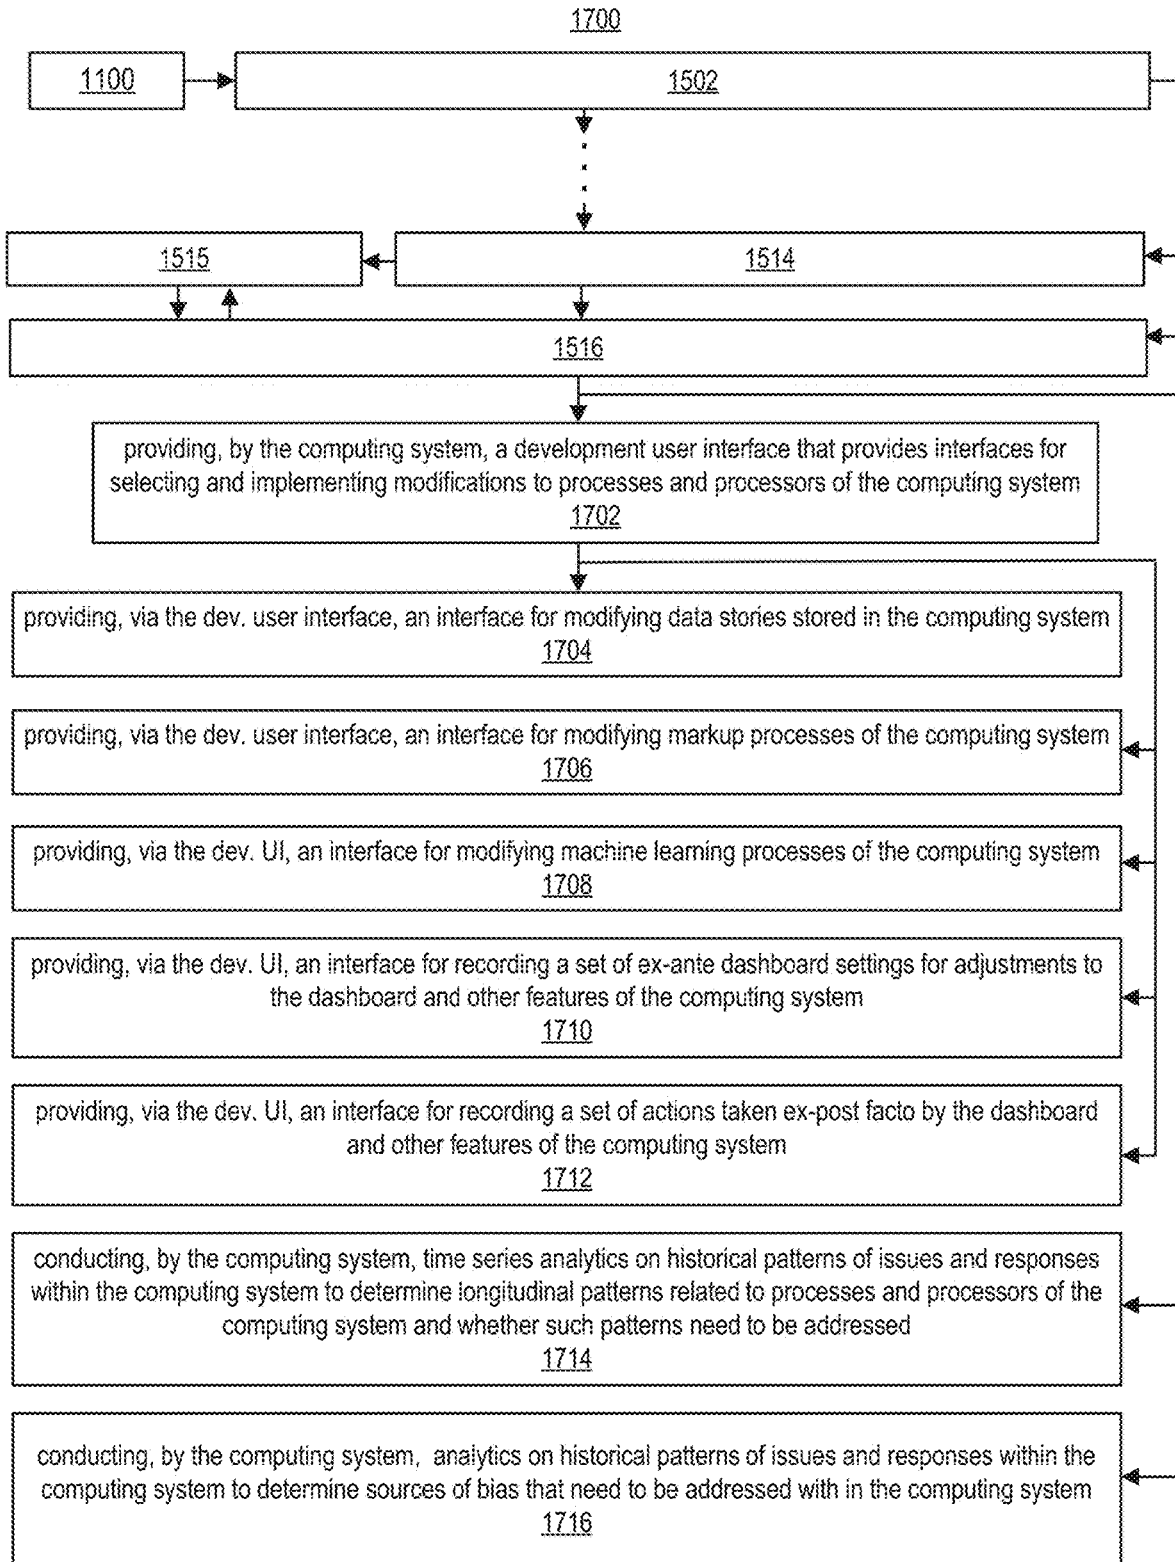 1700
1100
1502
1515
1514
1516
providing, by the computing system, a development user interface that provides interfaces for
selecting and implementing modifications to processes and processors of the computing system
1702
providing, via the dev. user interface, an interface for modifying data stories stored in the computing system
1704
providing, via the dev. user interface, an interface for modifying markup processes of the computing system
1706
providing, via the dev. UI, an interface for modifying machine learning processes of the computing system
1708
providing, via the dev. UI, an interface for recording a set of ex-ante dashboard settings for adjustments to
the dashboard and other features of the computing system
1710
providing, via the dev. UI, an interface for recording a set of actions taken ex-post facto by the dashboard
and other features of the computing system
1712
conducting, by the computing system, time series analytics on historical patterns of issues and responses
within the computing system to determine longitudinal patterns related to processes and processors of the
computing system and whether such patterns need to be addressed
1714
conducting, by the computing system, analytics on historical patterns of issues and responses within the
computing system to determine sources of bias that need to be addressed with in the computing system
1716